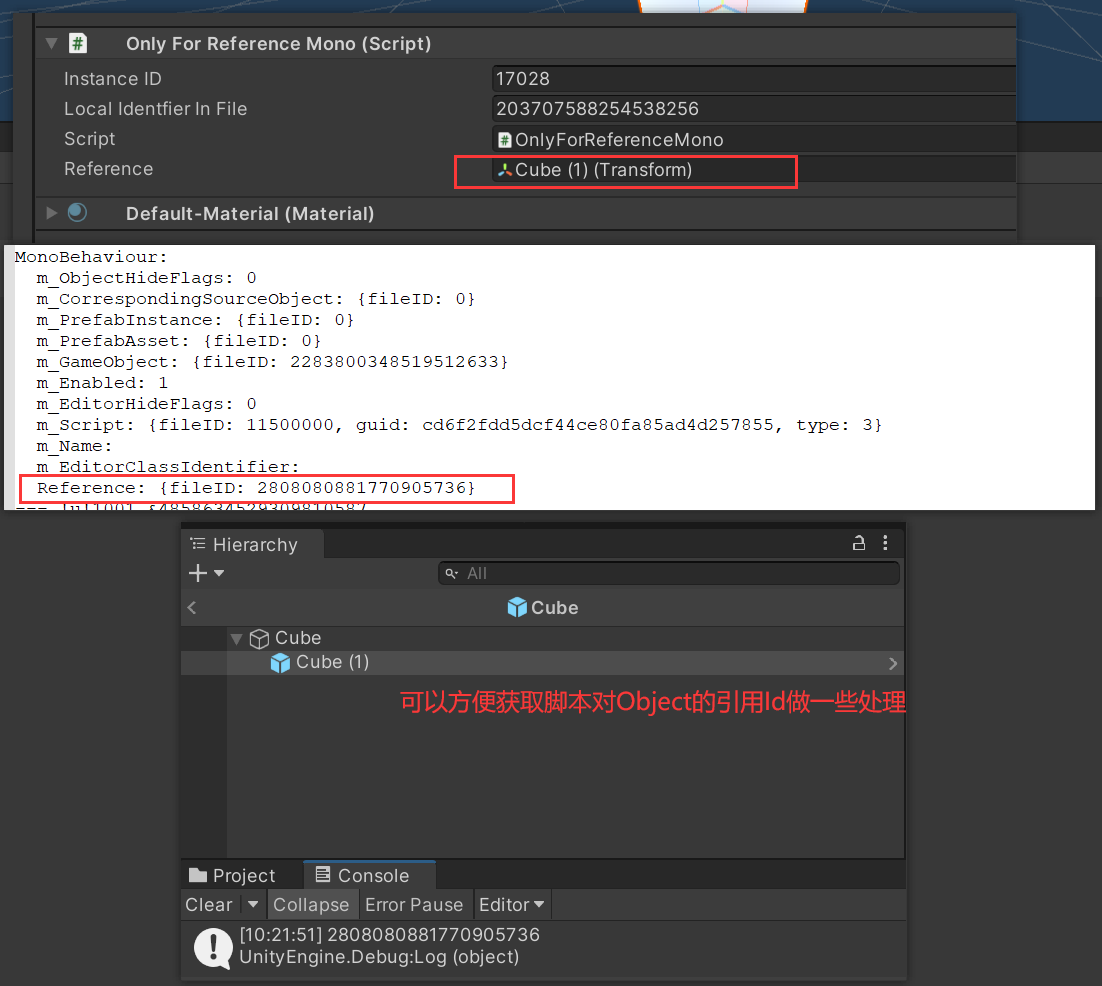 Only For Reference Mono (Script)
Instance ID 17028
Local Identfier In File 203707588254538256
Script OnlyForReferenceMono
Reference Cube (1) (Transform)
Default-Material (Material)
MonoBehaviour:
m_ObjectHideFlags: 0
m_CorrespondingSourceObject: {fileID: 0}
m_PrefabInstance: {fileID: 0}
m_PrefabAsset: {fileID: 0}
m_GameObject: {fileID: 2283800348519512633}
m_Enabled: 1
m_EditorHideFlags: 0
m_Script: {fileID: 11500000, guid: cd6f2fdd5dcf44ce80fa85ad4d257855, type: 3}
m_Name:
m_EditorClassIdentifier:
Reference: {fileID: 2808080881770905736}
Hierarchy
All
Cube
Cube
Cube (1)
可以方便获取脚本对Object的引用Id做一些处理
Project Console
Clear Collapse Error Pause Editor
[10:21:51] 2808080881770905736
UnityEngine.Debug:Log (object)